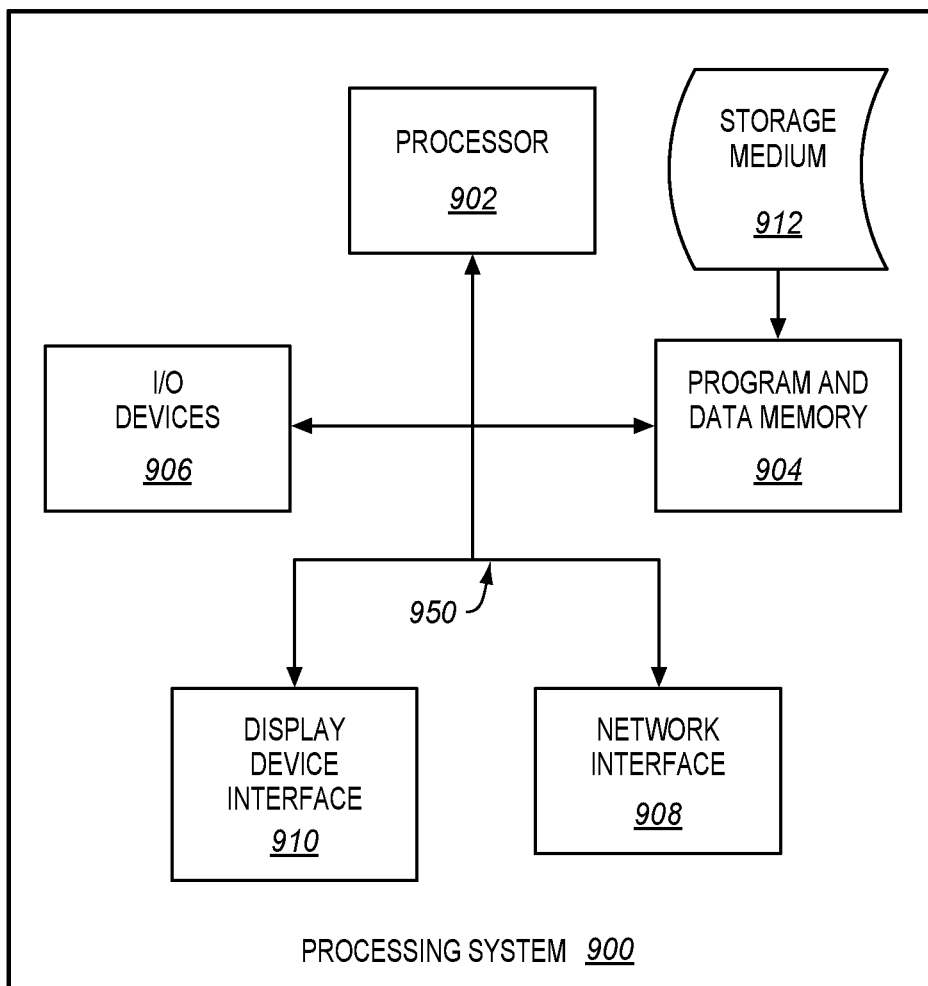 PROCESSOR
902
STORAGE
MEDIUM
912
I/O
DEVICES
906
PROGRAM AND
DATA MEMORY
904
950
DISPLAY
DEVICE
INTERFACE
910
NETWORK
INTERFACE
908
PROCESSING SYSTEM 900